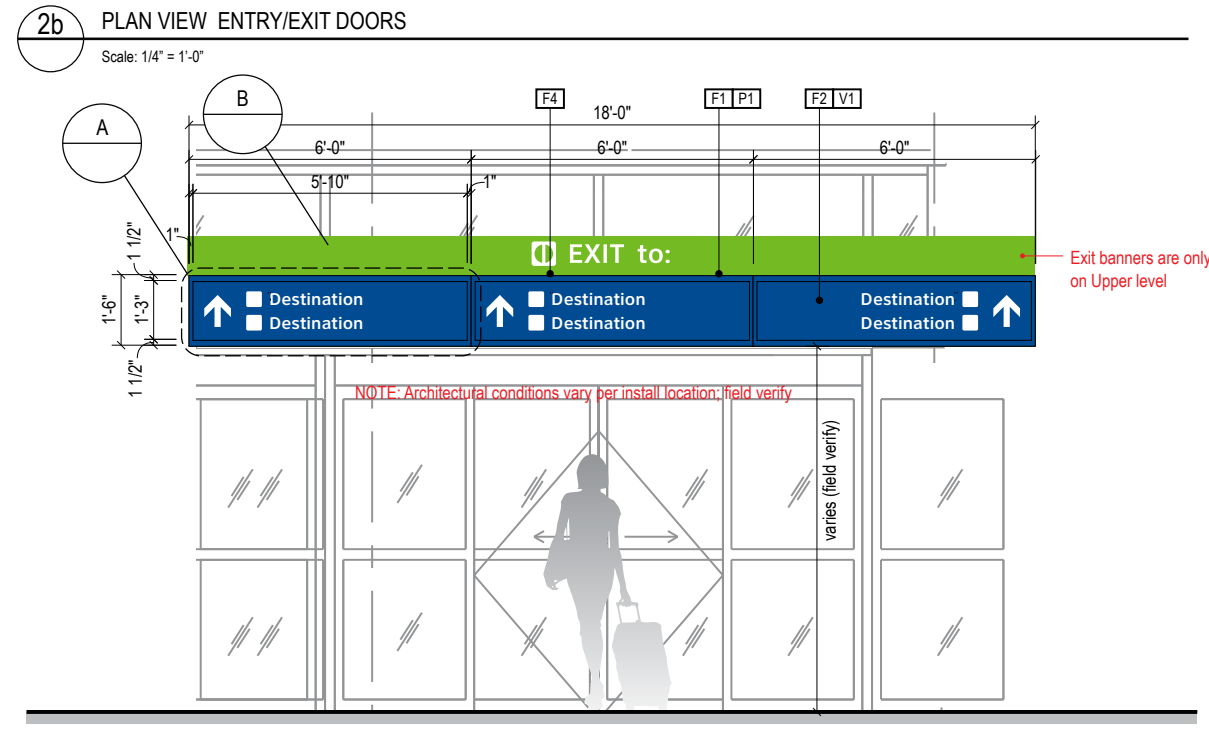 2b
PLAN VIEW ENTRY/EXIT DOORS
Scale: 1/4” = 1’-0”
A
B
F4
F1 P1
F2 V1
18'-0"
6'-0"
6'-0"
6'-0"
5'-10"
1"
1"
1 1/2"
1'-6"
1'-3"
1 1/2"
EXIT to:
Exit banners are only
on Upper level
Destination
Destination
Destination
Destination
Destination
Destination
NOTE: Architectural conditions vary per install location; field verify
varies (field verify)